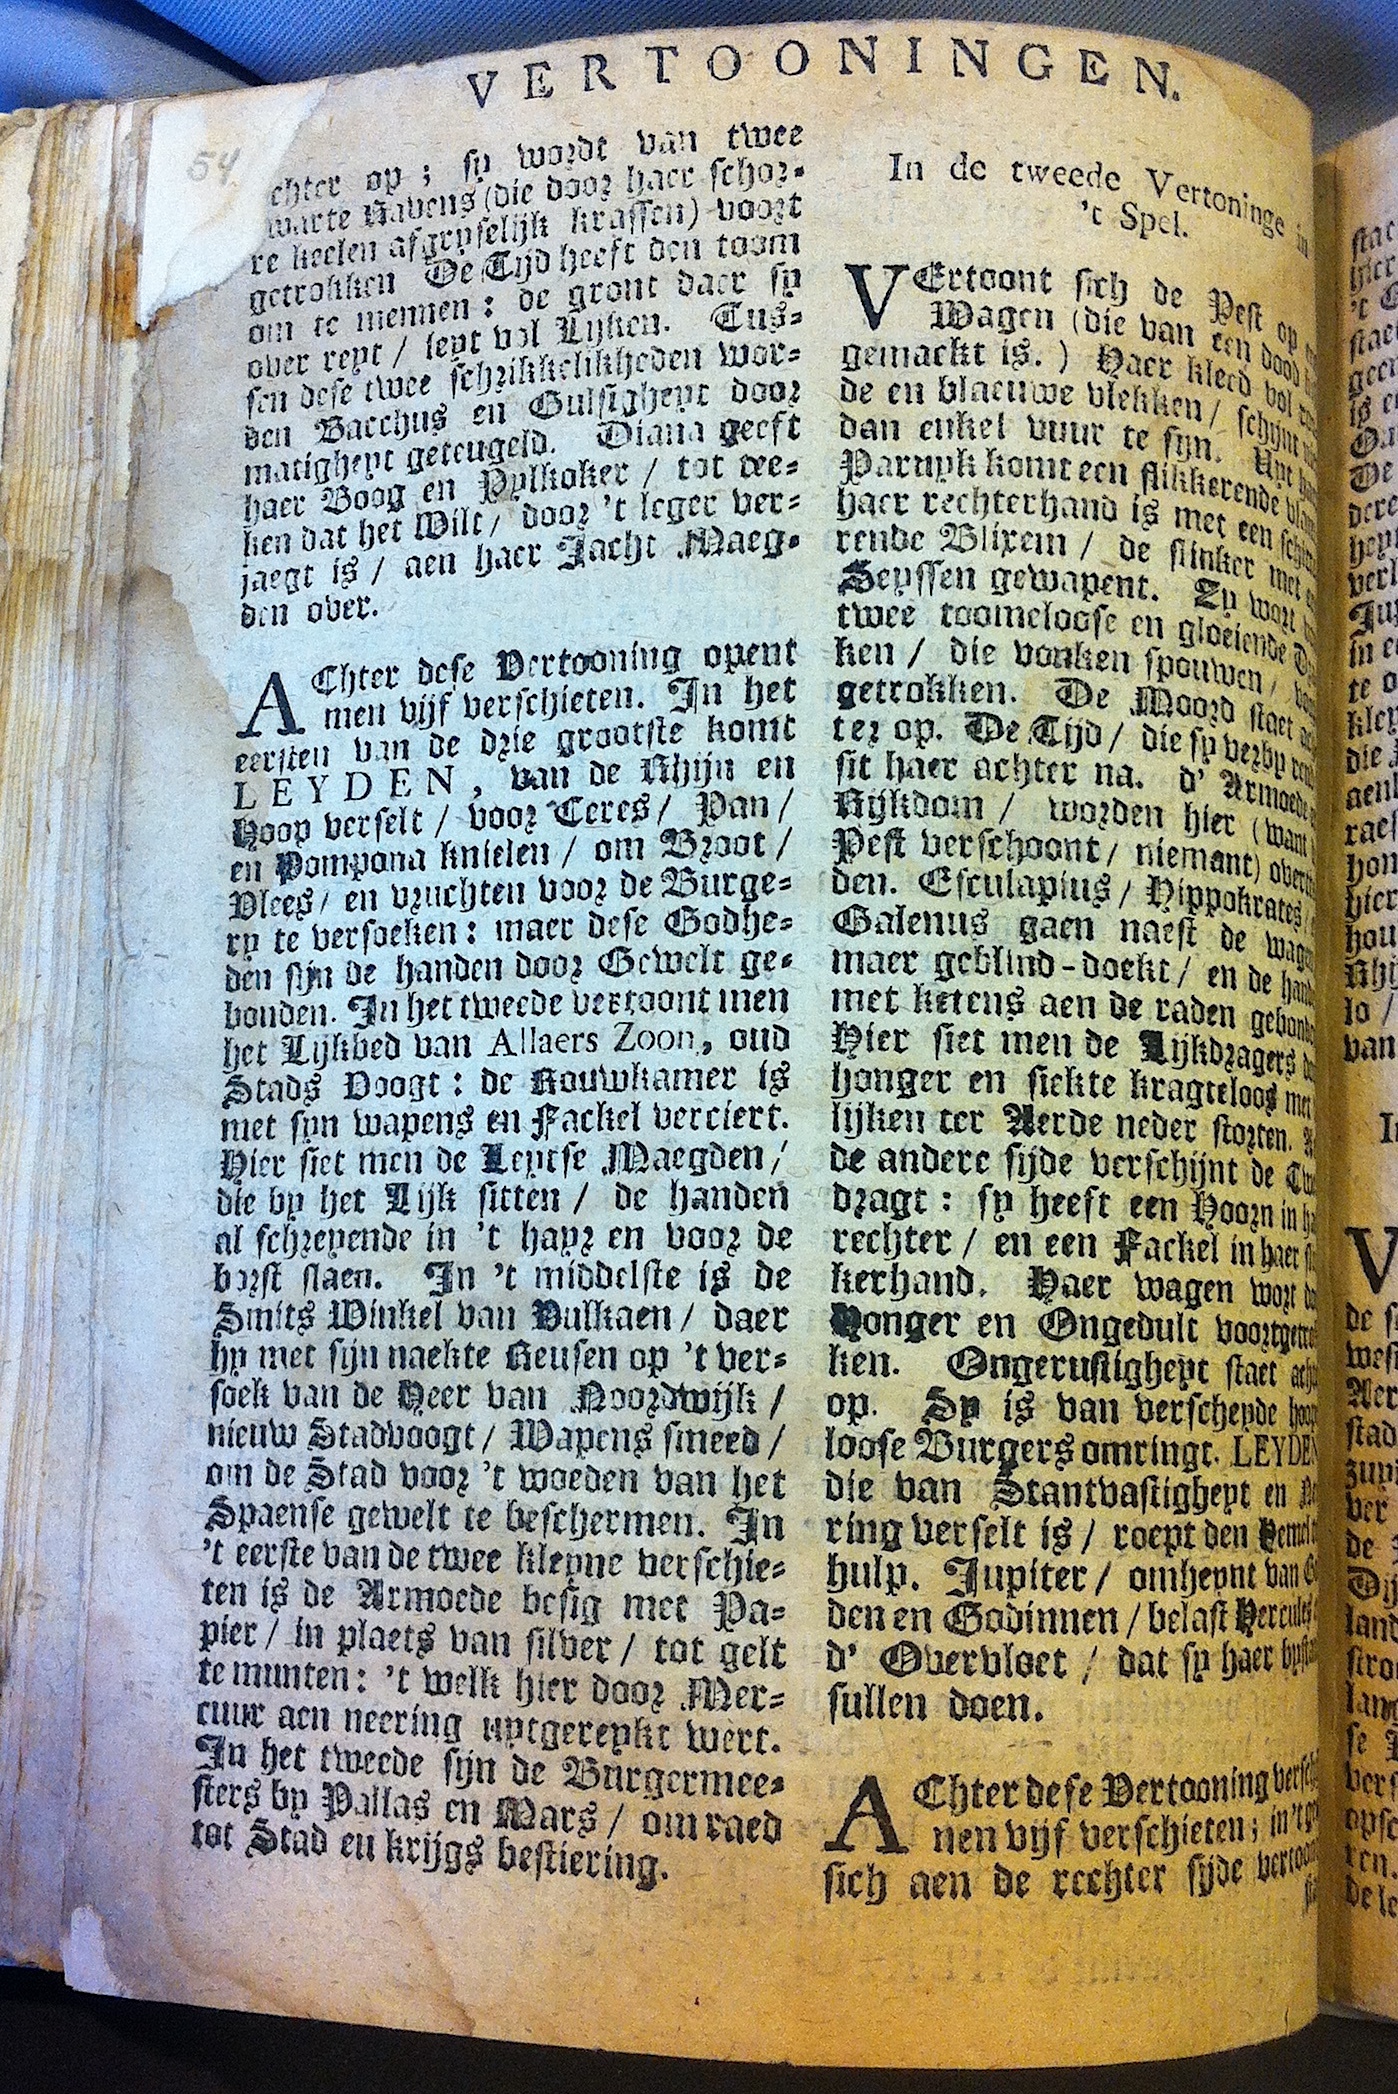 VERTOONINGEN.
54
chter op; sy wordt van twee
warte Ravens (die door haer schor-
re keelen afgryselijk krassen) voort
getrokken De Tijd heeft den toom
om te mennen: de gront daer sy
over reyt / leyt vol Lijken. Tus-
sen dese twee schrikkelikheden wor-
den Bacchus en Gulsigheyt door
matigheyt geteugeld. Diana geeft
haer Boog en Pylkoker / tot tee-
ken dat het Wilt / door 't leger ver-
jaegt is / aen haer Jacht Maeg-
den over.
AChter dese Vertooning opent
men vijf verschieten. In het
eersten van de drie grootste komt
LEYDEN, van de Rhijn en
Hoop verselt / voor Ceres / Pan /
en Pompona knielen / om Broot /
Vlees / en vruchten voor de Burge-
ry te versoeken: maer dese Godhe-
den sijn de handen door Gewelt ge-
bonden. In het tweede vertoont men
het Lijkbed van Allaers Zoon, oud
Stads Voogt: de Rouwkamer is
met syn wapens en Fackel verciert.
Hier siet men de Leytse Maegden /
die by het Lijk sitten / de handen
al schreyende in 't hayr en voor de
borst slaen. In 't middelste is de
Smits Winkel van Vulkaen / daer
hy met sijn naekte Reusen op 't ver-
soek van de Heer van Noordwijk /
nieuw Stadvoogt / Wapens smeed /
om de Stad voor 't woeden van het
Spaense gewelt te beschermen. In
't eerste van de twee kleyne verschie-
ten is de Armoede besig met Pa-
pier / in plaets van silver / tot gelt
te munten: 't welk hier door Mer-
cuur aen neering uytgereykt wert.
In het tweede sijn de Burgermee-
sters by Pallas en Mars / om raed
tot Stad en krijgs bestiering.
In de tweede Vertoninge in
't Spel.
VErtoont sich de Pest op
Wagen (die van een dood
gemackt is.) Haer kleed vol
de en blaeuwe vlekken / schijnt
dan enkel vuur te syn. Uyt
Paruyk komt een flikkerende
haer rechterhand is met een
rende Blixem / de slinker met
Seyssen gewapent. Zy wort
twee toomeloose en gloeiende
ken / die vonken spouwen /
getrokken. De Moord staet
ter op. De Tijd / die sy verby
sit haer achter na. d' Armoede
Rijkdom / worden hier (want
Pest verschoont / niemant)
den. Esculapius / Hippokrates
Galenus gaen naest de
maer geblind-doekt / en de
met ketens aen de raden
Hier siet men de Lijkdragers
honger en siekte kragteloos met
lijken ter Aerde neder storten.
de andere sijde verschijnt de
dragt: sy heeft een Hoorn in
rechter / en een Fackel in haer
kerhand. Haer wagen wort
Honger en Ongedult
ken. Ongerustigheyt staet
op. Sy is van verscheyde
loose Burgers omringt. LEYDEN
die van Stantvastigheyt en
ring verselt is / roept den
hulp. Jupiter / omheynt van
den en Godinnen / belast Hercules
d' Overvloet / dat sy haer
sullen doen.
AChter dese Vertooning
nen vijf verschieten; in 't
sich aen de rechter sijde